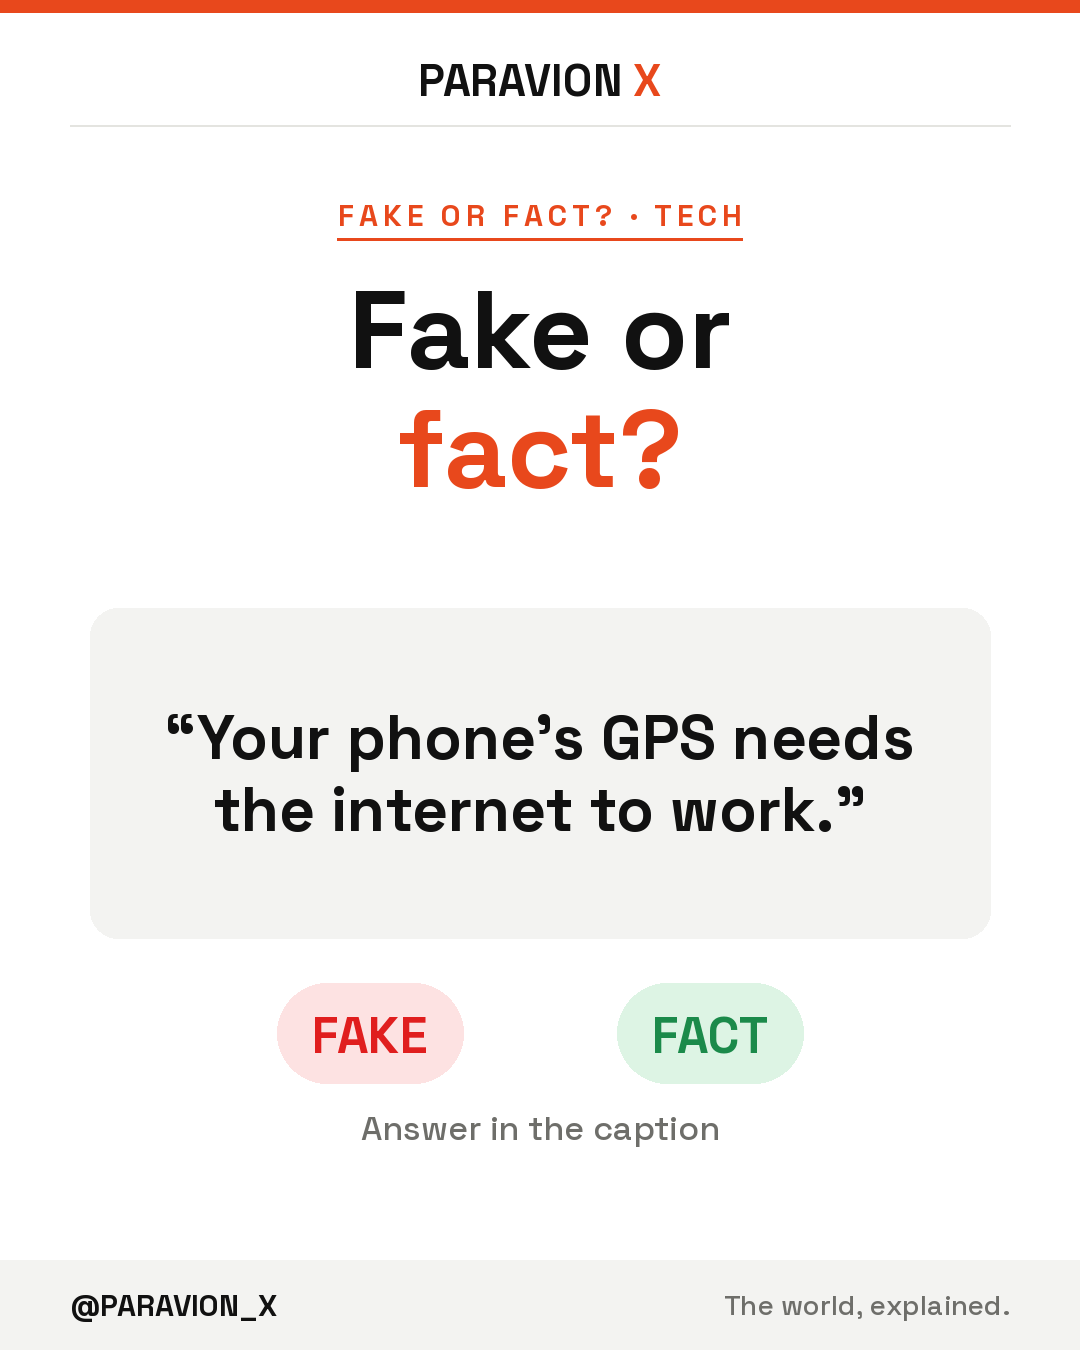 PARAVION X
FAKE OR FACT? · TECH
Fake or
fact?
“Your phone’s GPS needs
the internet to work.”
FAKE
FACT
Answer in the caption
@PARAVION_X
The world, explained.